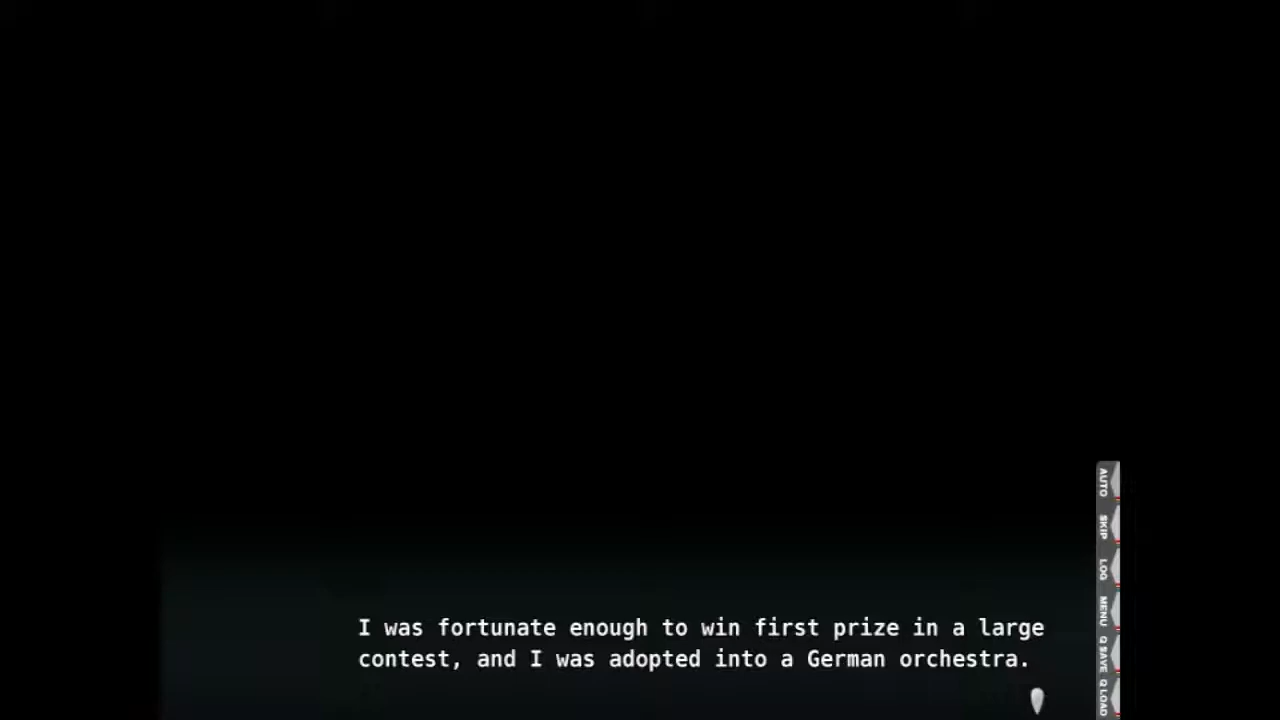 I was fortunate enough to win first prize in a large
contest, and I was adopted into a German orchestra.
AUTO
SKIP
LOG
MENU
Q SAVE
Q LOAD